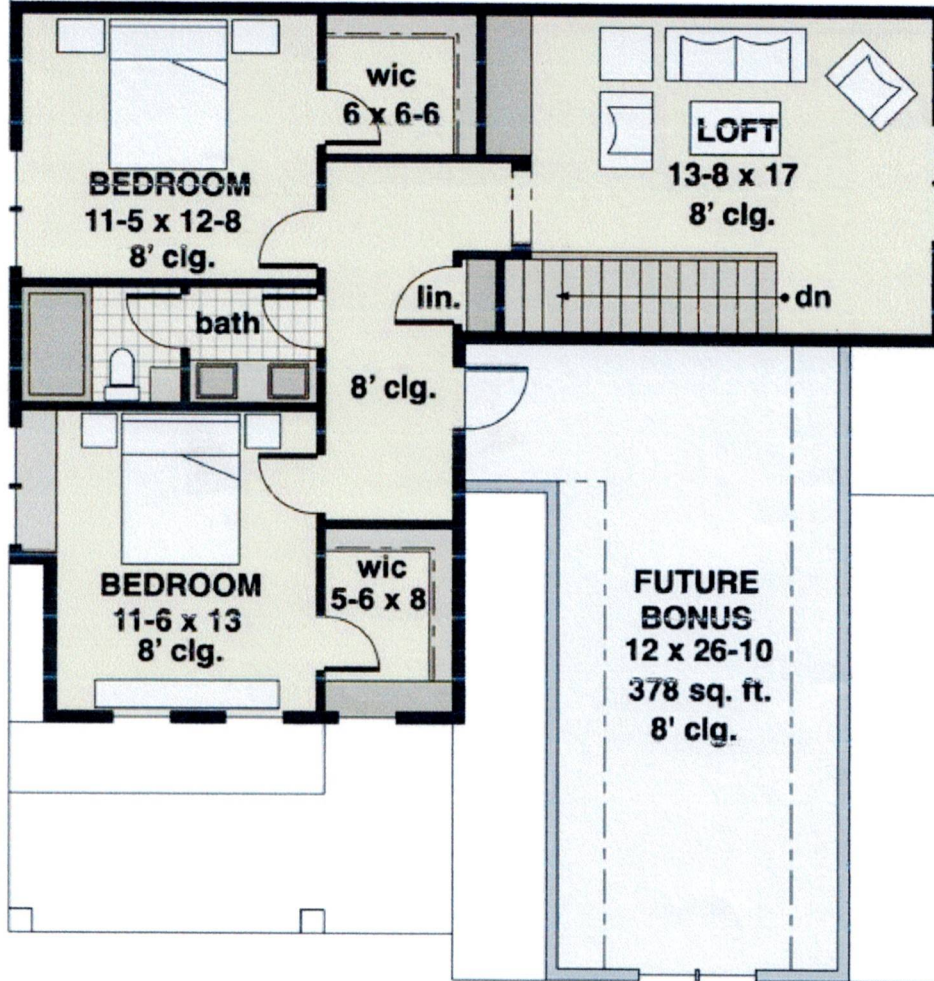 wic
6 x 6-6
LOFT
13-8 x 17
8' clg.
BEDROOM
11-5 x 12-8
8' clg.
bath
lin.
dn
8' clg.
BEDROOM
11-6 x 13
8' clg.
wic
5-6 x 8
FUTURE
BONUS
12 x 26-10
378 sq. ft.
8' clg.